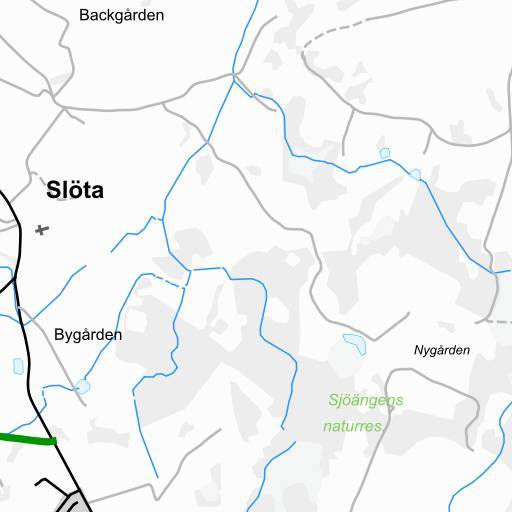 Backgården
Slöta
Bygården
Nygården
Sjöängens
naturres.